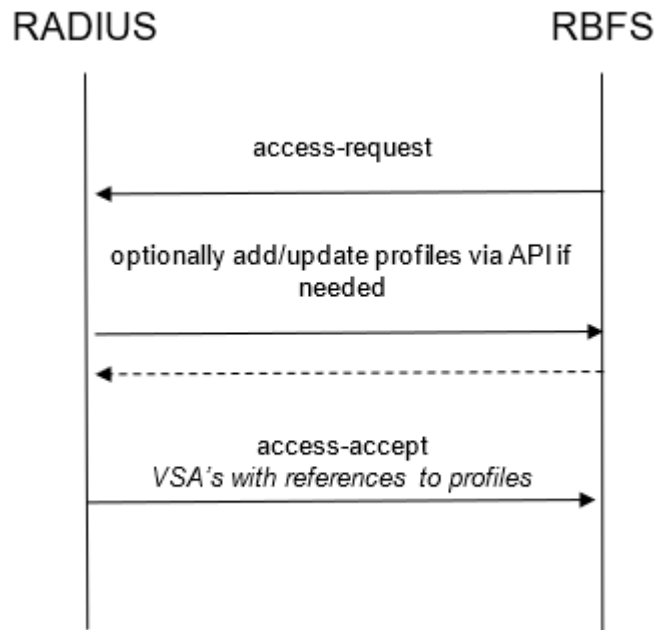 RADIUS
RBFS
access-request
optionally add/update profiles via API if
needed
access-accept
VSA's with references to profiles